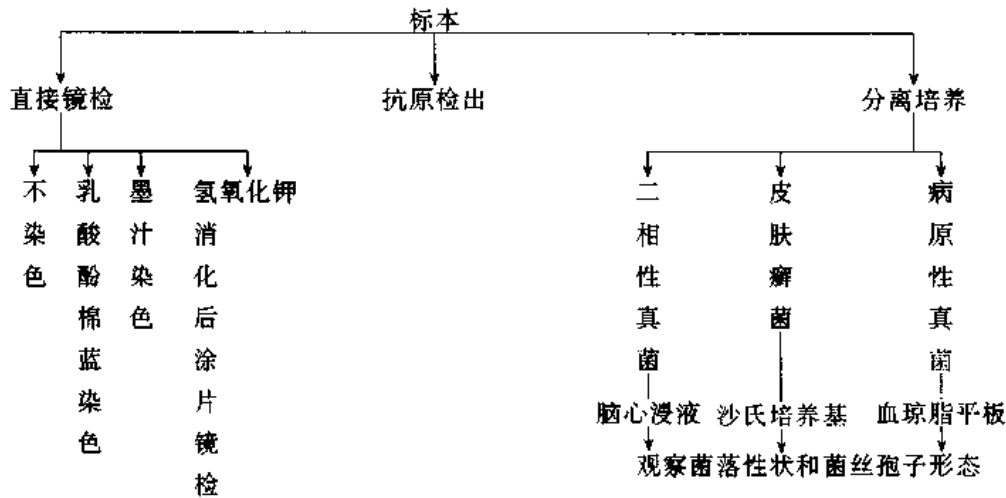 标本
直接镜检
抗原检出
分离培养
不染色
乳酸酚棉蓝染色
墨汁染色
氢氧化钾消化后涂片镜检
二相性真菌
皮肤癣菌
病原性真菌
脑心浸液
沙氏培养基
血琼脂平板
观察菌落性状和菌丝孢子形态